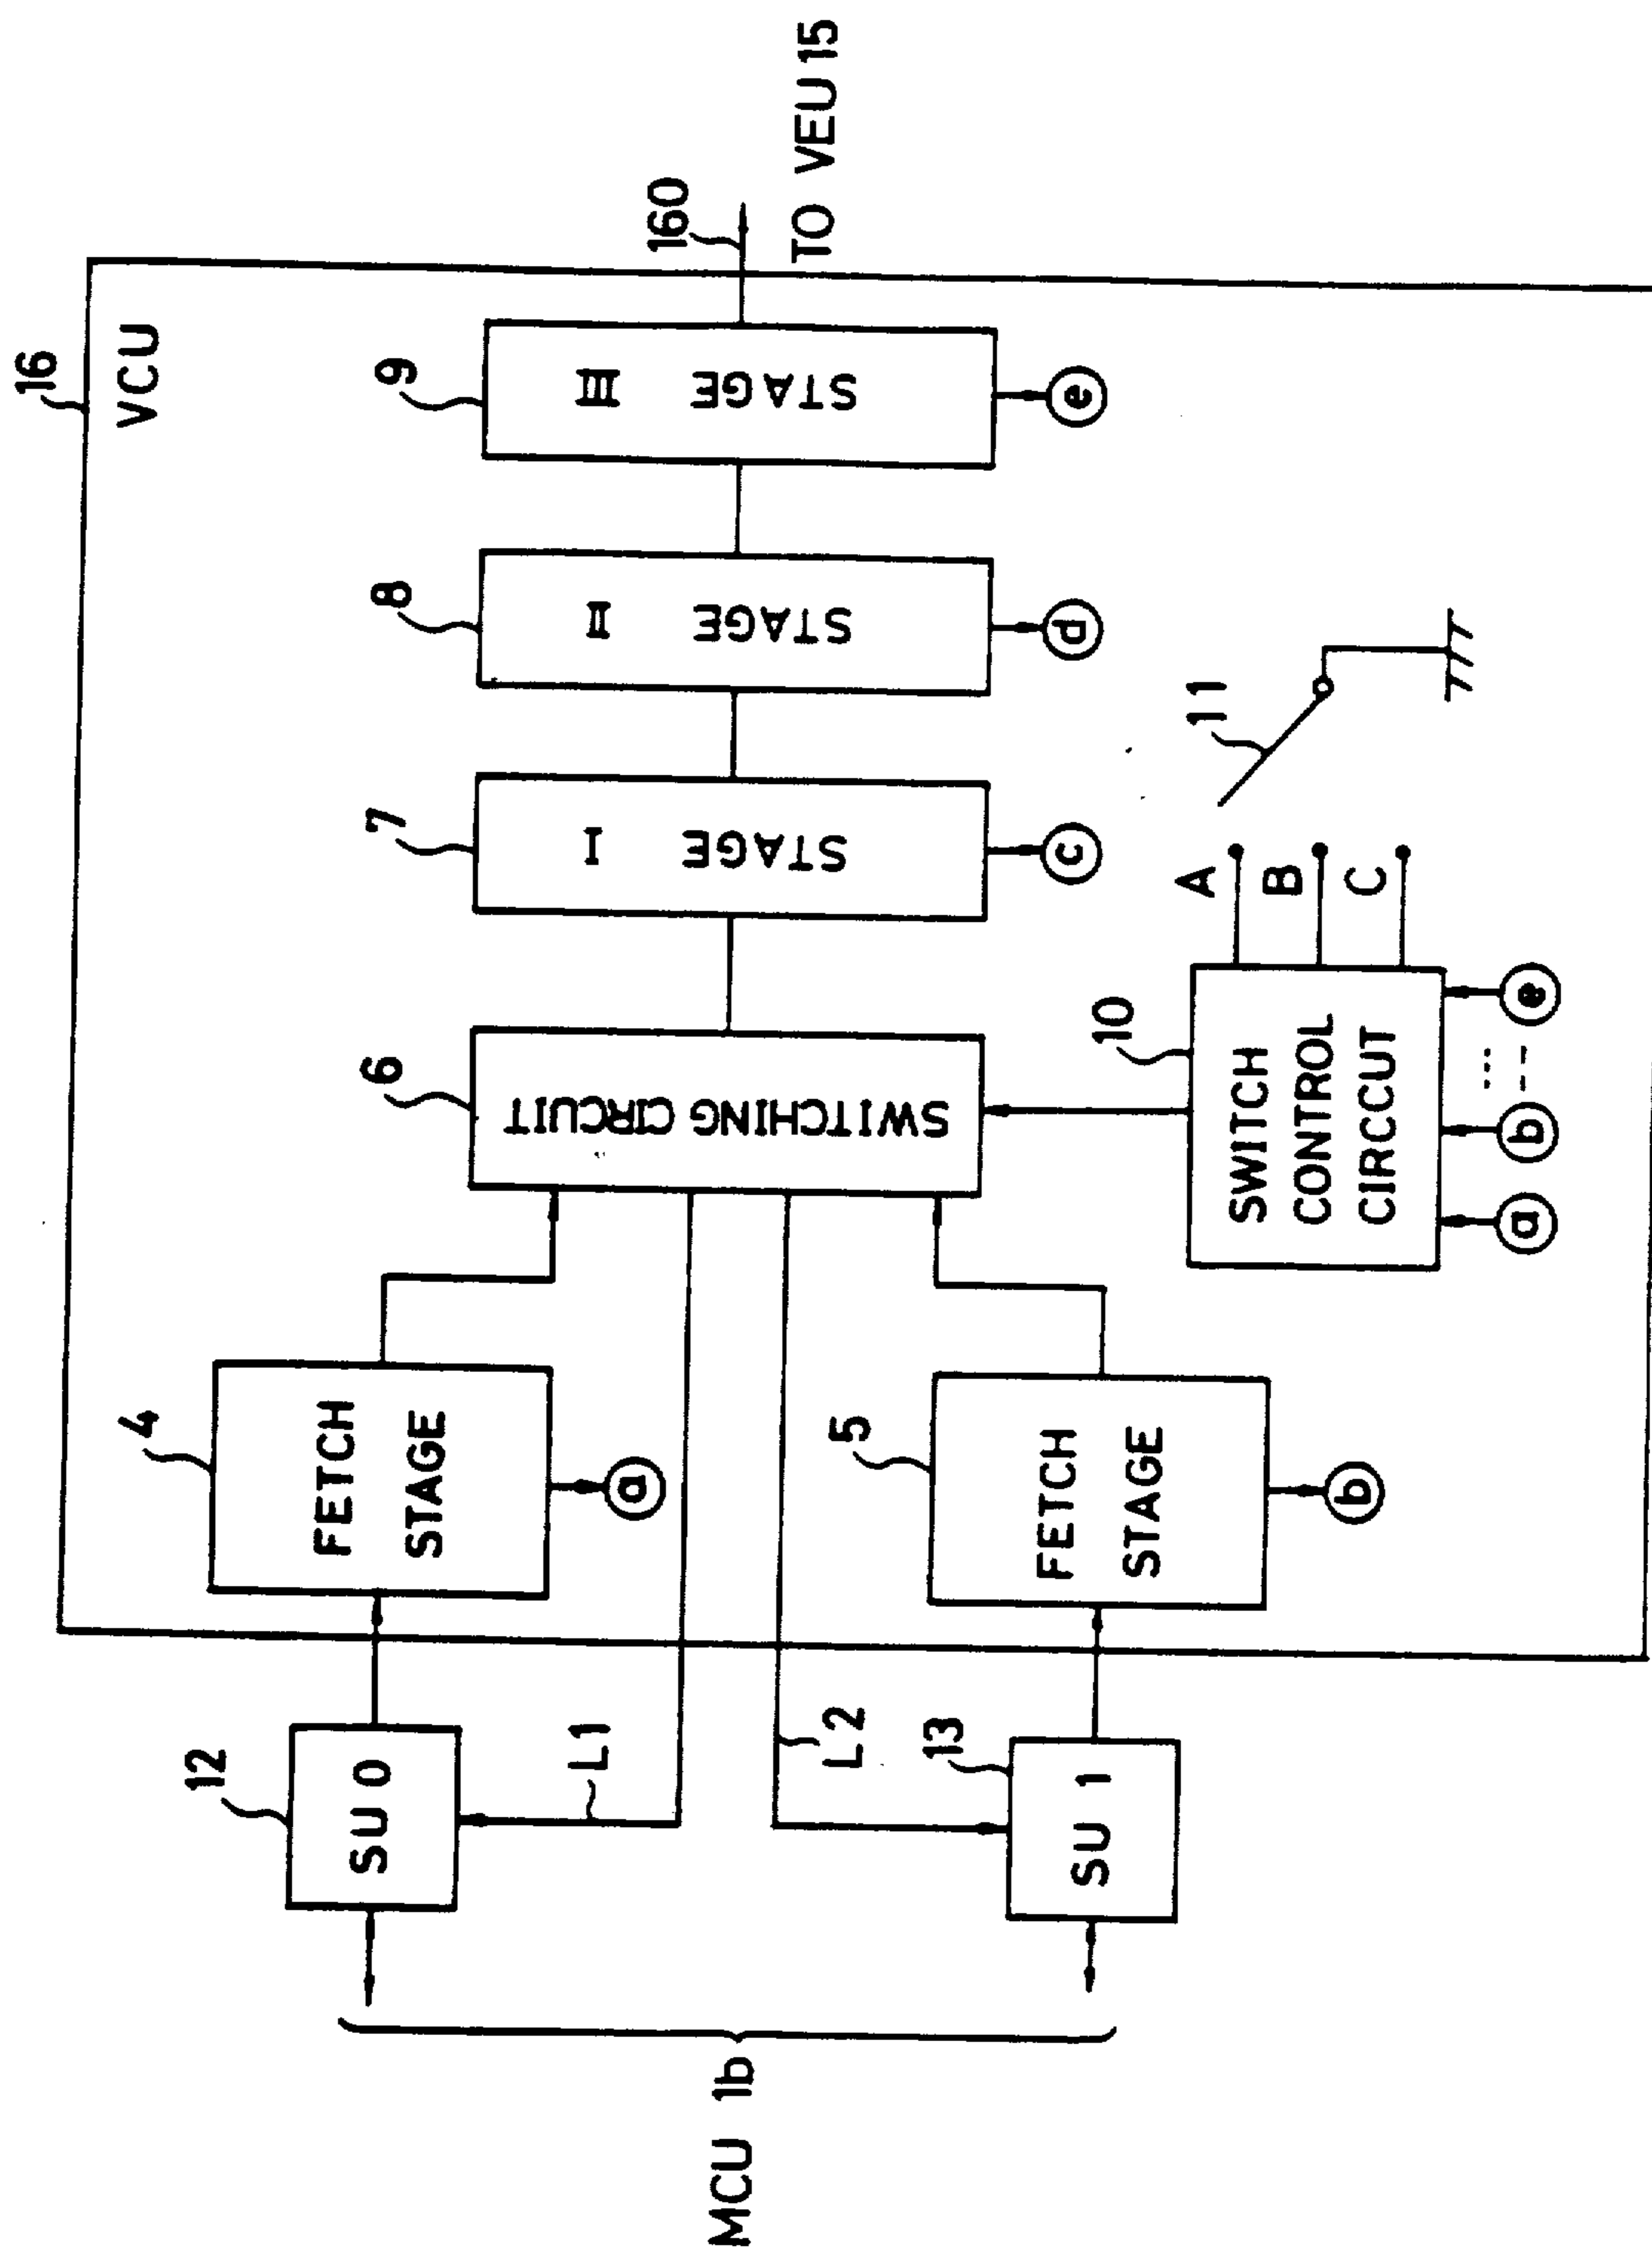 16
VCU
12
SU 0
4
FETCH
STAGE
a
L1
6
SWITCHING CIRCUIT
7
STAGE I
c
8
STAGE II
d
9
STAGE III
e
160
TO VEU 15
MCU 1b
L2
13
SU 1
5
FETCH
STAGE
b
10
SWITCH
CONTROL
CIRCCUT
A
B
C
11
a
b
e